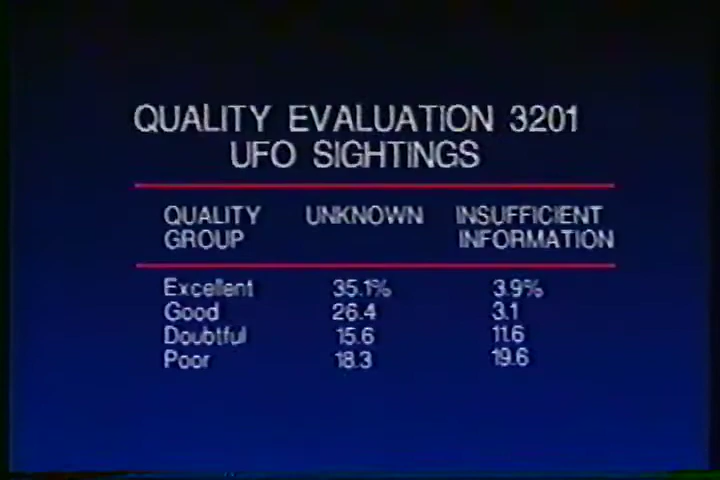 QUALITY EVALUATION 3201
UFO SIGHTINGS
QUALITY GROUP UNKNOWN INSUFFICIENT INFORMATION
Excellent 35.1% 3.9%
Good 26.4 3.1
Doubtful 15.6 11.6
Poor 18.3 19.6